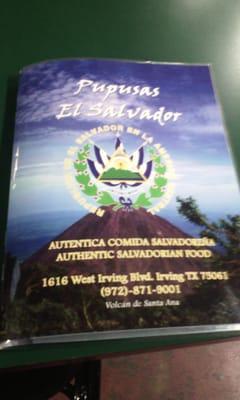 Pupusas
El Salvador
AUTENTICA COMIDA SALVADOREÑA
AUTHENTIC SALVADORIAN FOOD
1616 West Irving Blvd. Irving TX 75061
(972)-871-9001
Volcán de Santa Ana